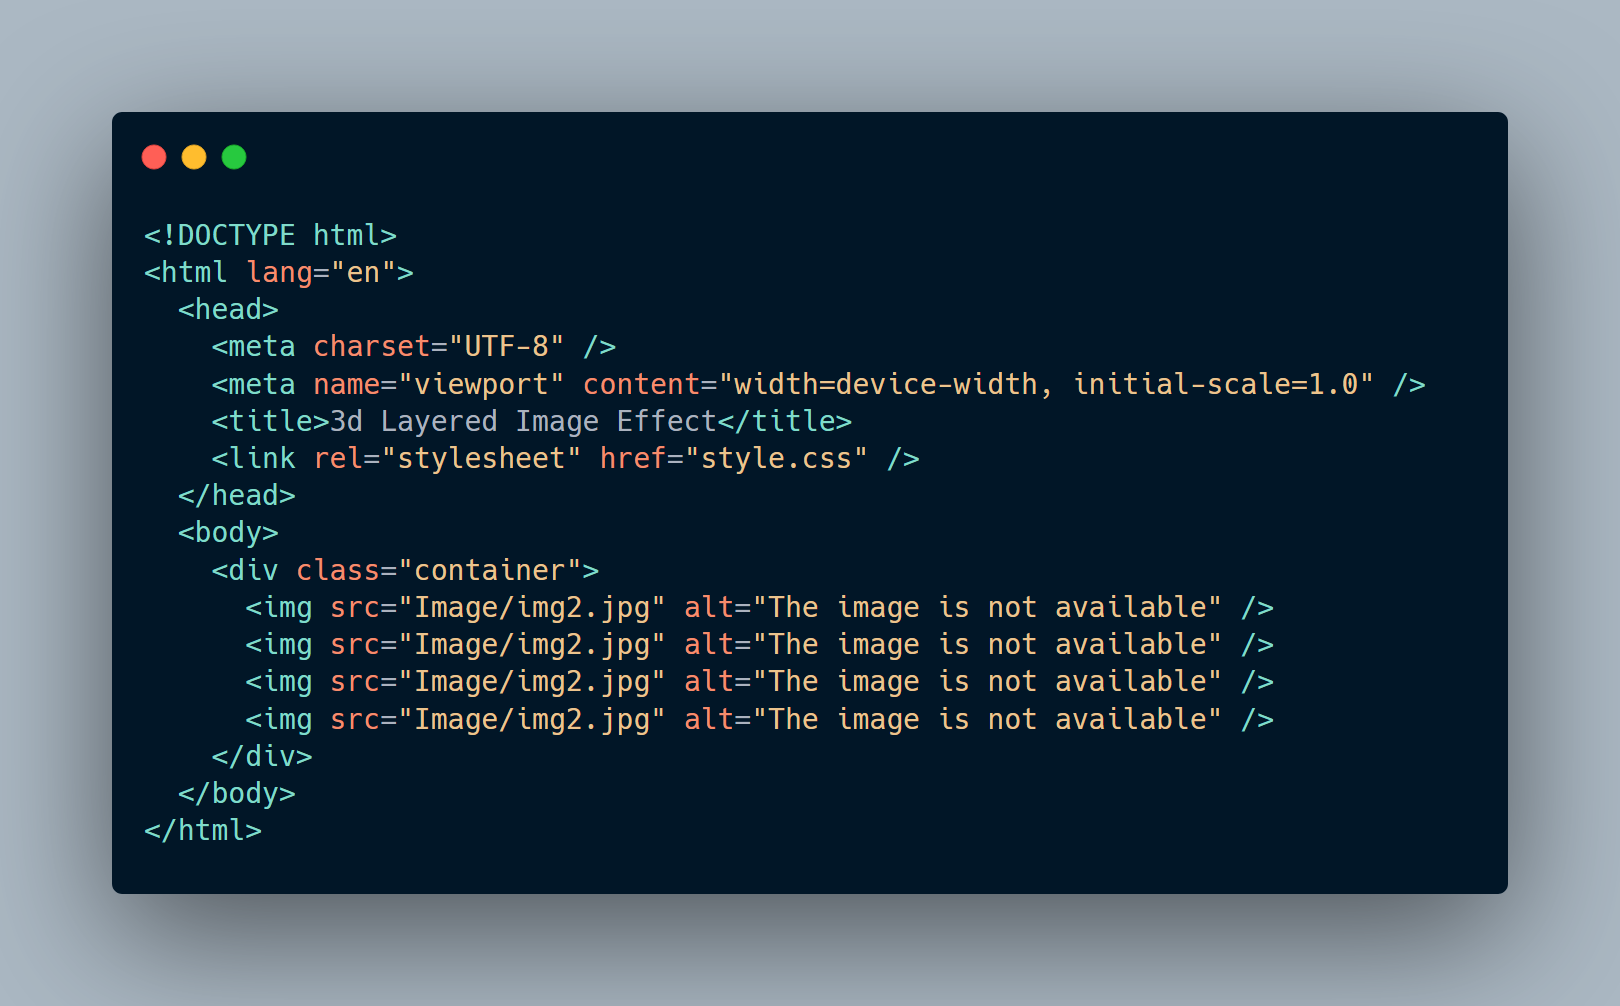 <!DOCTYPE html>
<html lang="en">
  <head>
    <meta charset="UTF-8" />
    <meta name="viewport" content="width=device-width, initial-scale=1.0" />
    <title>3d Layered Image Effect</title>
    <link rel="stylesheet" href="style.css" />
  </head>
  <body>
    <div class="container">
      <img src="Image/img2.jpg" alt="The image is not available" />
      <img src="Image/img2.jpg" alt="The image is not available" />
      <img src="Image/img2.jpg" alt="The image is not available" />
      <img src="Image/img2.jpg" alt="The image is not available" />
    </div>
  </body>
</html>